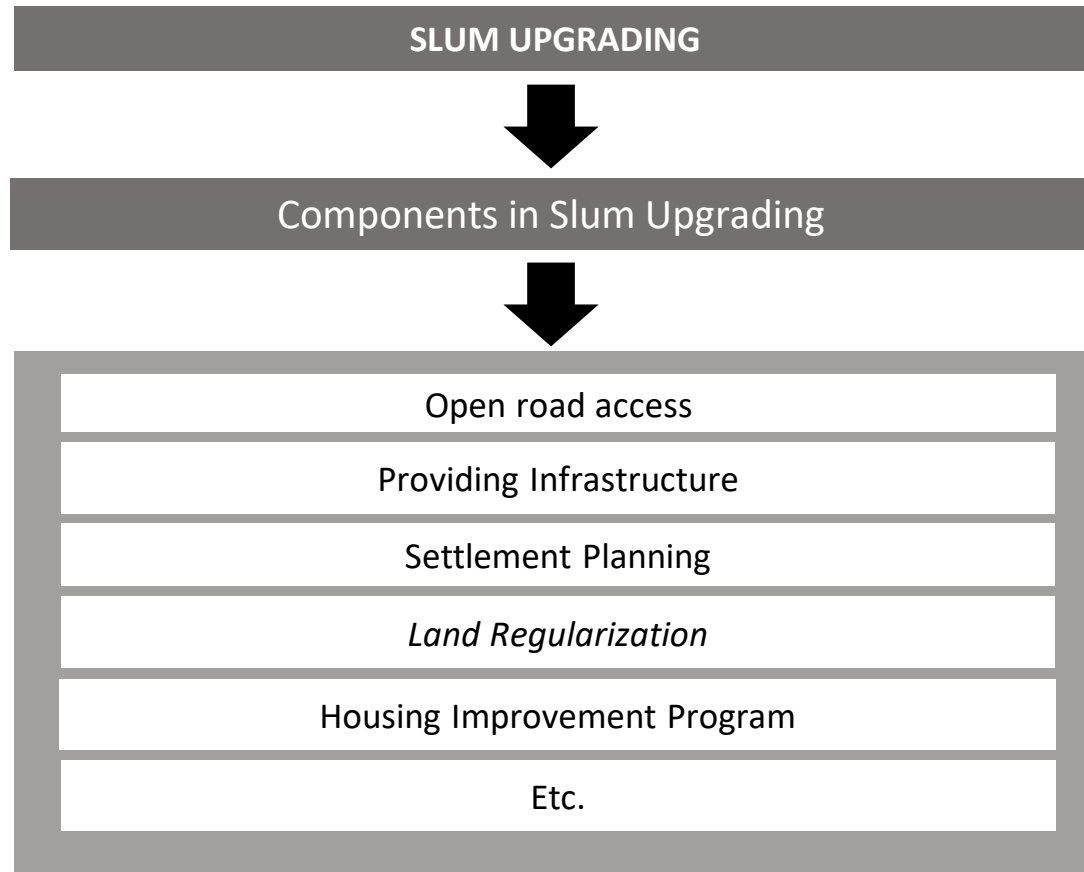 SLUM UPGRADING
Components in Slum Upgrading
Open road access
Providing Infrastructure
Settlement Planning
Land Regularization
Housing Improvement Program
Etc.